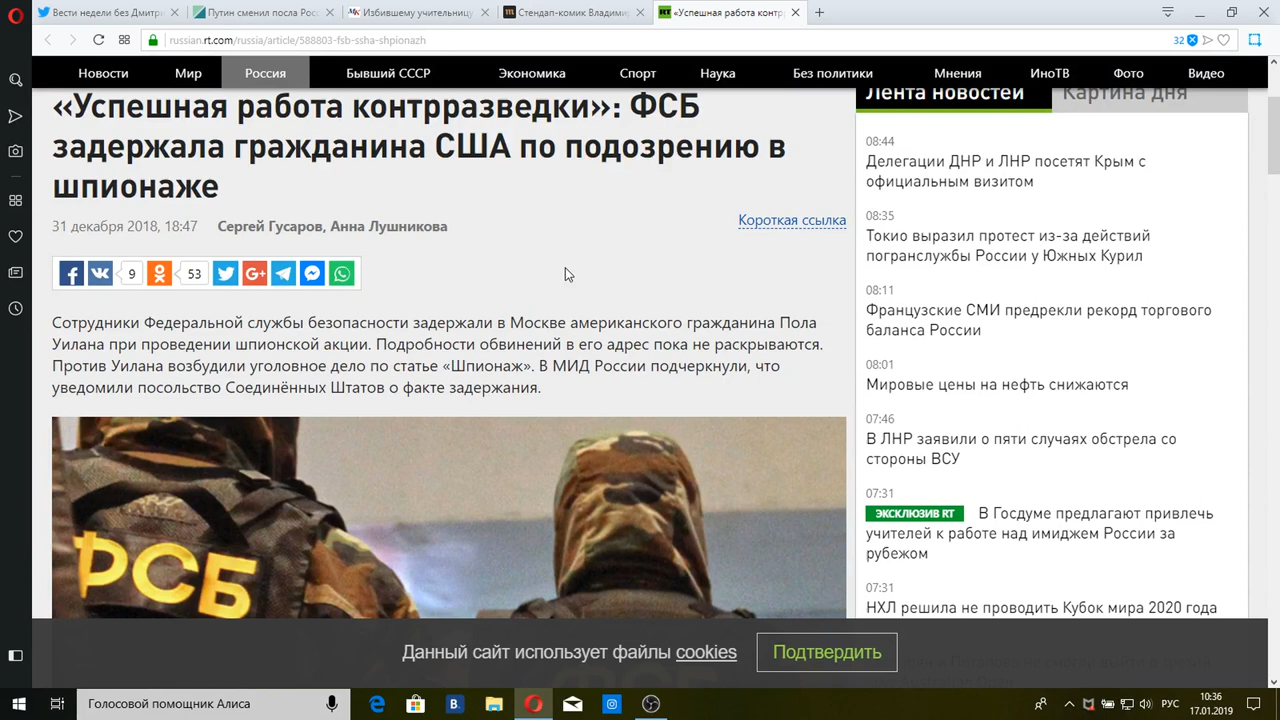 Вести недели без Дмитри
Путин сменил посла Росс
Избившему учительниц
Стендап-комик Владими
«Успешная работа контрр
russian.rt.com/russia/article/588803-fsb-ssha-shpionazh
32
Новости Мир Россия Бывший СССР Экономика Спорт Наука Без политики Мнения ИноТВ Фото Видео
«Успешная работа контрразведки»: ФСБ
задержала гражданина США по подозрению в
шпионаже
31 декабря 2018, 18:47 Сергей Гусаров, Анна Лушникова
Короткая ссылка
9 53
Сотрудники Федеральной службы безопасности задержали в Москве американского гражданина Пола
Уилана при проведении шпионской акции. Подробности обвинений в его адрес пока не раскрываются.
Против Уилана возбудили уголовное дело по статье «Шпионаж». В МИД России подчеркнули, что
уведомили посольство Соединённых Штатов о факте задержания.
ФСБ
Лента новостей Картина дня
08:44
Делегации ДНР и ЛНР посетят Крым с
официальным визитом
08:35
Токио выразил протест из-за действий
погранслужбы России у Южных Курил
08:11
Французские СМИ предрекли рекорд торгового
баланса России
08:01
Мировые цены на нефть снижаются
07:46
В ЛНР заявили о пяти случаях обстрела со
стороны ВСУ
07:31
ЭКСКЛЮЗИВ RT В Госдуме предлагают привлечь
учителей к работе над имиджем России за
рубежом
07:31
НХЛ решила не проводить Кубок мира 2020 года
Данный сайт использует файлы cookies Подтвердить
Голосовой помощник Алиса
РУС
10:36
17.01.2019